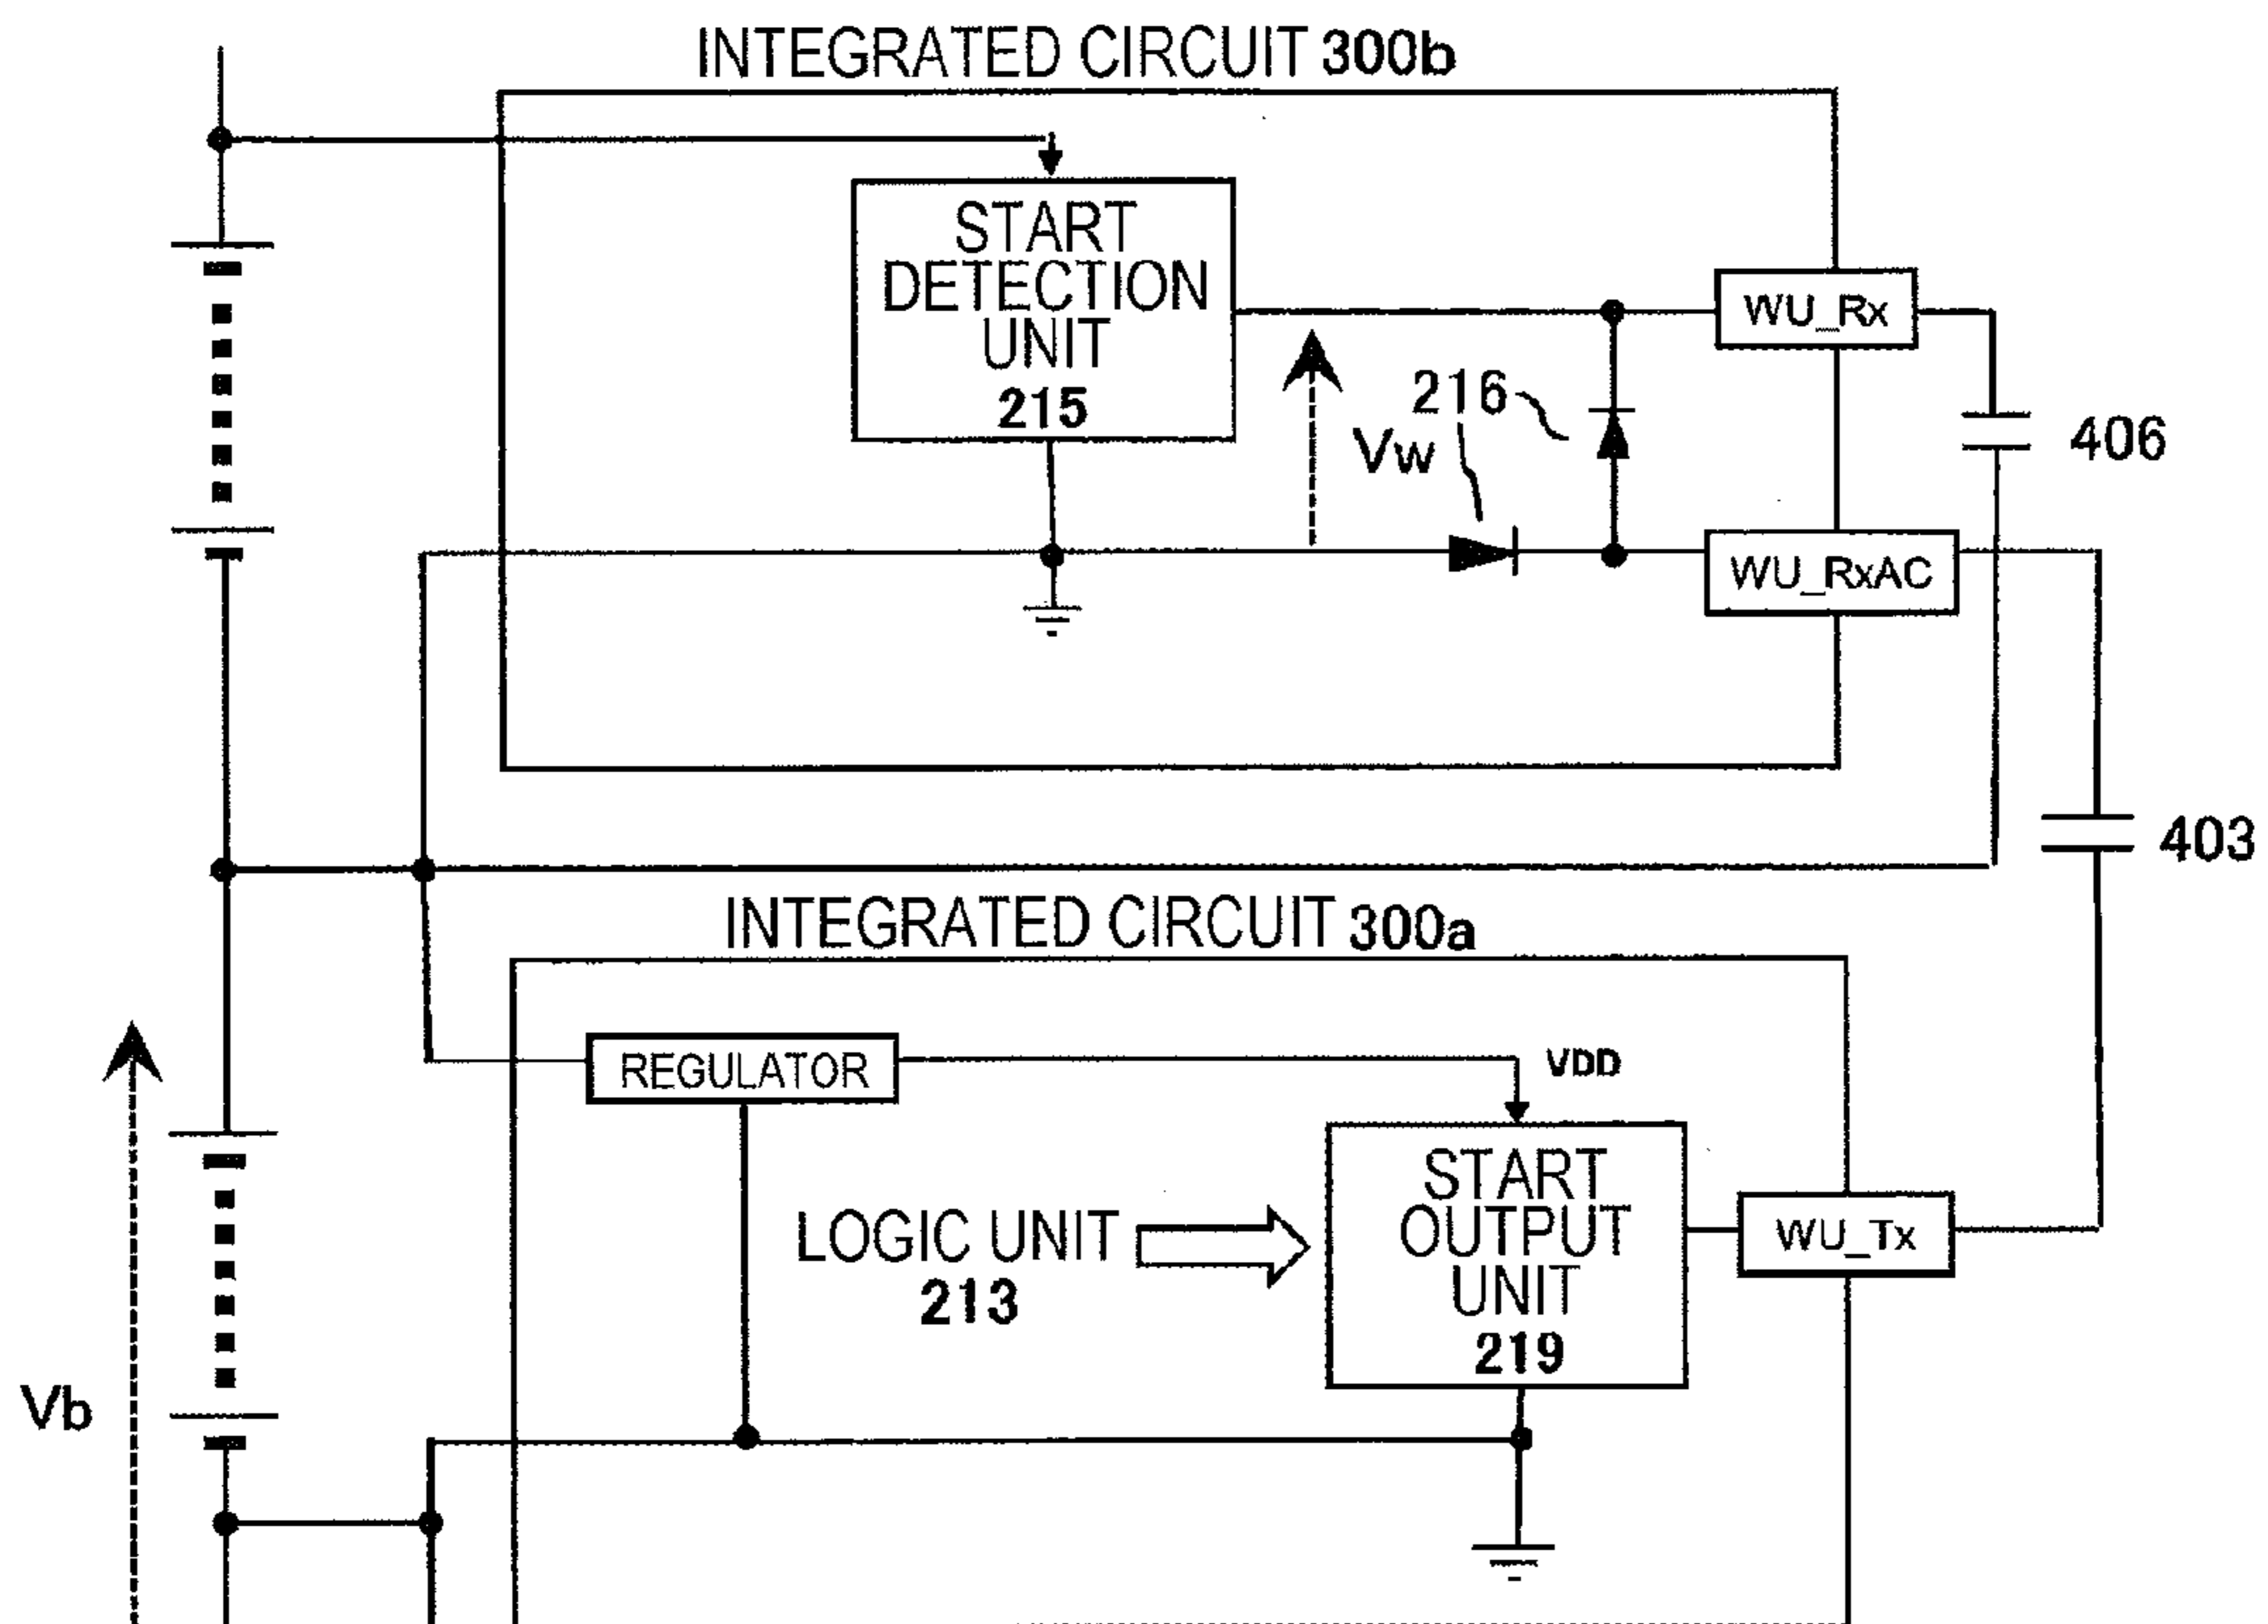 INTEGRATED CIRCUIT 300b
START
DETECTION
UNIT
215
WU_Rx
216
Vw
406
WU_RxAC
403
INTEGRATED CIRCUIT 300a
REGULATOR
VDD
START
OUTPUT
UNIT
219
LOGIC UNIT
213
WU_Tx
Vb